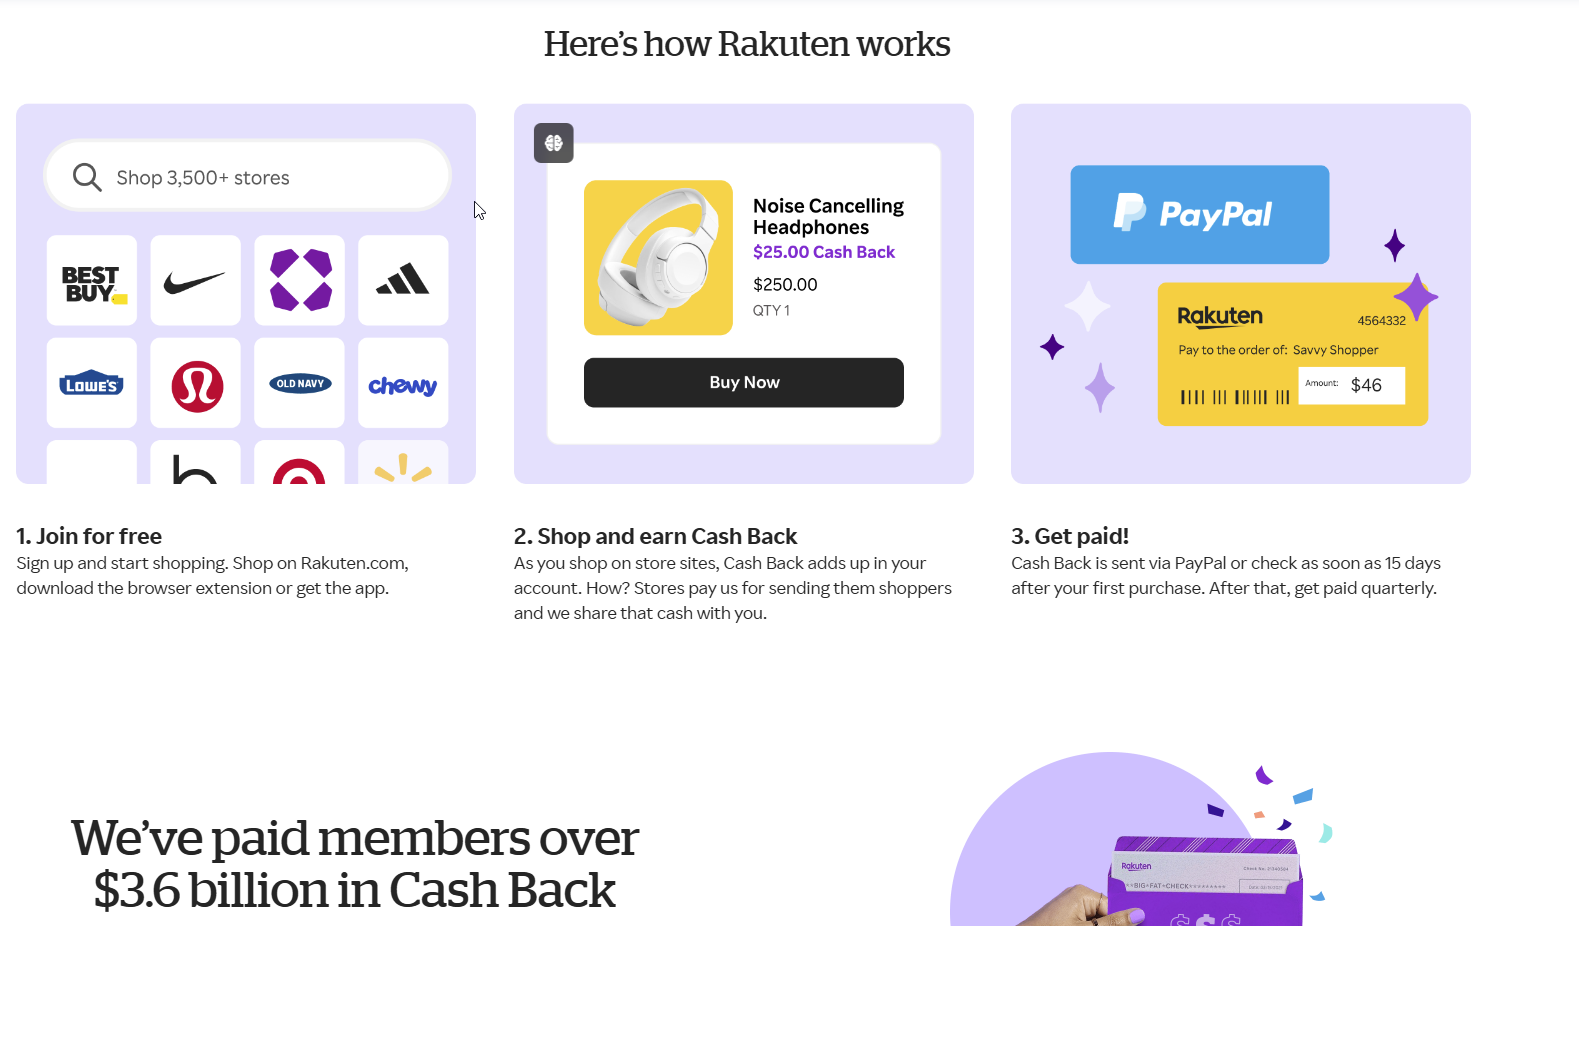 Here's how Rakuten works
Shop 3,500+ stores
BEST
BUY
LOWE'S
OLD NAVY
chewy
Noise Cancelling
Headphones
$25.00 Cash Back
$250.00
QTY 1
Buy Now
PayPal
Rakuten
4564332
Pay to the order of: Savvy Shopper
Amount: $46
1. Join for free
Sign up and start shopping. Shop on Rakuten.com,
download the browser extension or get the app.
2. Shop and earn Cash Back
As you shop on store sites, Cash Back adds up in your
account. How? Stores pay us for sending them shoppers
and we share that cash with you.
3. Get paid!
Cash Back is sent via PayPal or check as soon as 15 days
after your first purchase. After that, get paid quarterly.
We've paid members over
$3.6 billion in Cash Back
Rakuten
BIG★FAT★CHECK